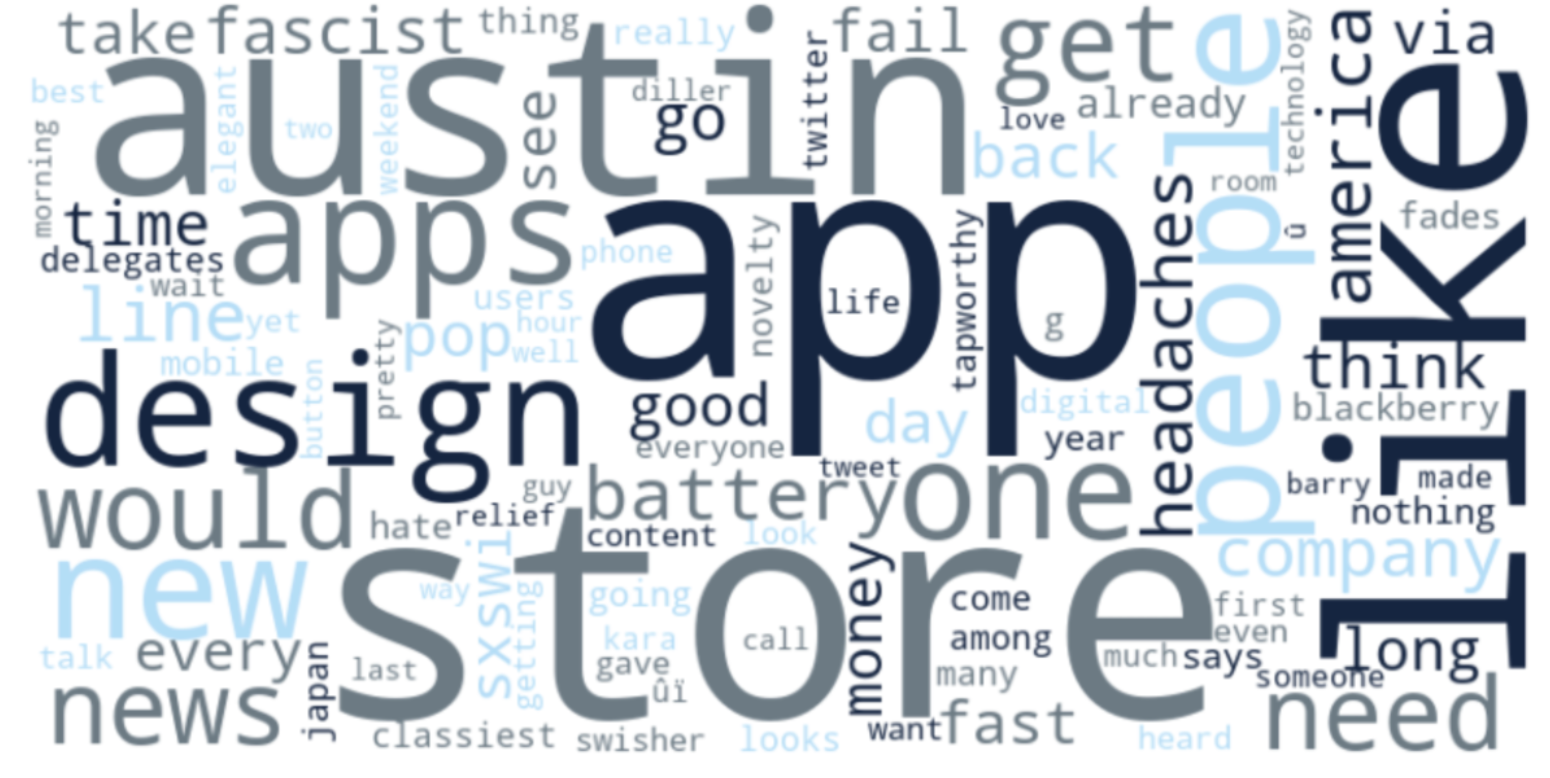 take
fascist
thing
really
fail
get
via
best
austin
elegant
two
weekend
see
diller
go
twitter
love
already
technology
america
like
morning
back
people
time
apps
app
room
fades
delegates
wait
phone
novelty
life
tapworthy
g
headaches
û
line
yet
users
hour
pop
well
mobile
pretty
button
design
good
everyone
day
digital
year
think
blackberry
would
guy
battery
tweet
one
barry
made
nothing
hate
relief
content
look
company
new
store
sxswi
way
getting
going
kara
gave
ûï
call
money
come
among
many
first
even
much
says
long
someone
talk
every
japan
last
news
classiest
swisher
looks
want
fast
heard
need